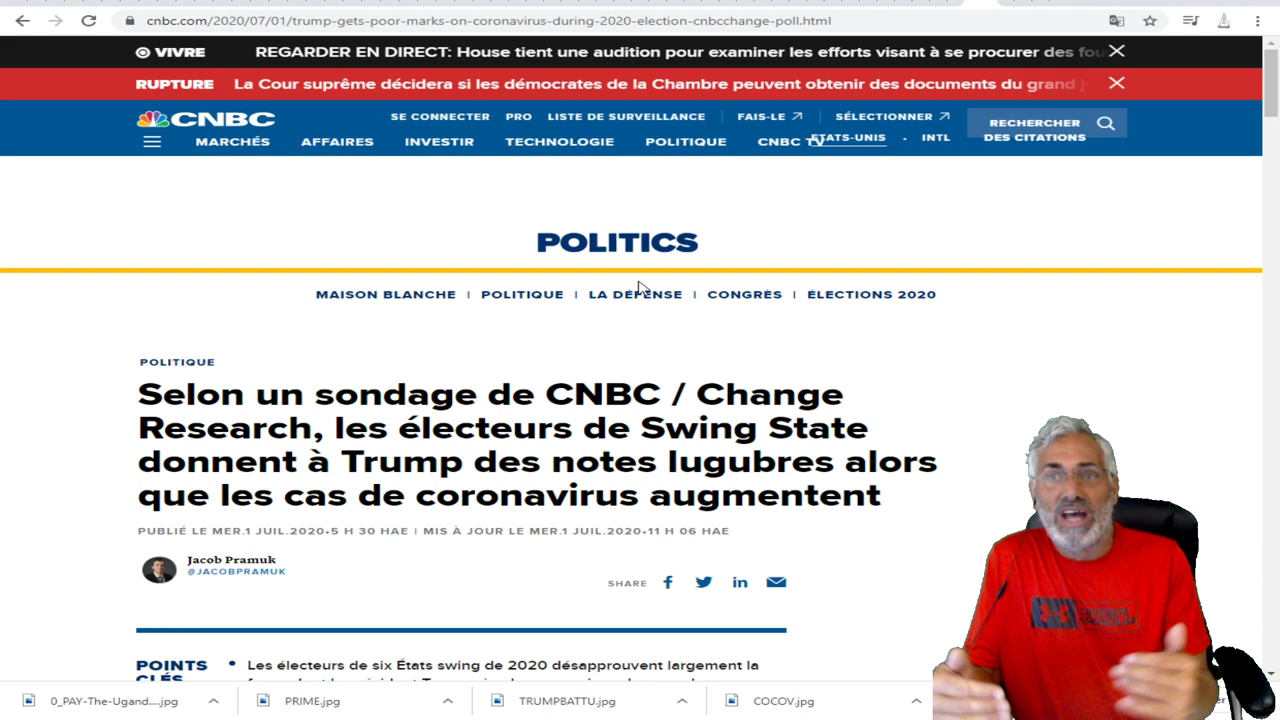 cnbc.com/2020/07/01/trump-gets-poor-marks-on-coronavirus-during-2020-election-cnbcchange-poll.html
VIVRE REGARDER EN DIRECT: House tient une audition pour examiner les efforts visant à se procurer des fou
RUPTURE La Cour suprême décidera si les démocrates de la Chambre peuvent obtenir des documents du grand j
CNBC SE CONNECTER PRO LISTE DE SURVEILLANCE FAIS-LE SÉLECTIONNER
ETATS-UNIS · INTL
RECHERCHER
DES CITATIONS
MARCHÉS AFFAIRES INVESTIR TECHNOLOGIE POLITIQUE CNBC TV
POLITICS
MAISON BLANCHE | POLITIQUE | LA DÉFENSE | CONGRÈS | ÉLECTIONS 2020
POLITIQUE
Selon un sondage de CNBC / Change
Research, les électeurs de Swing State
donnent à Trump des notes lugubres alors
que les cas de coronavirus augmentent
PUBLIÉ LE MER.1 JUIL.2020•5 H 30 HAE | MIS À JOUR LE MER.1 JUIL.2020•11 H 06 HAE
Jacob Pramuk
@JACOBPRAMUK
SHARE
POINTS
CLÉS
• Les électeurs de six États swing de 2020 désapprouvent largement la
0_PAY-The-Ugand....jpg PRIME.jpg TRUMPBATTU.jpg COCOV.jpg